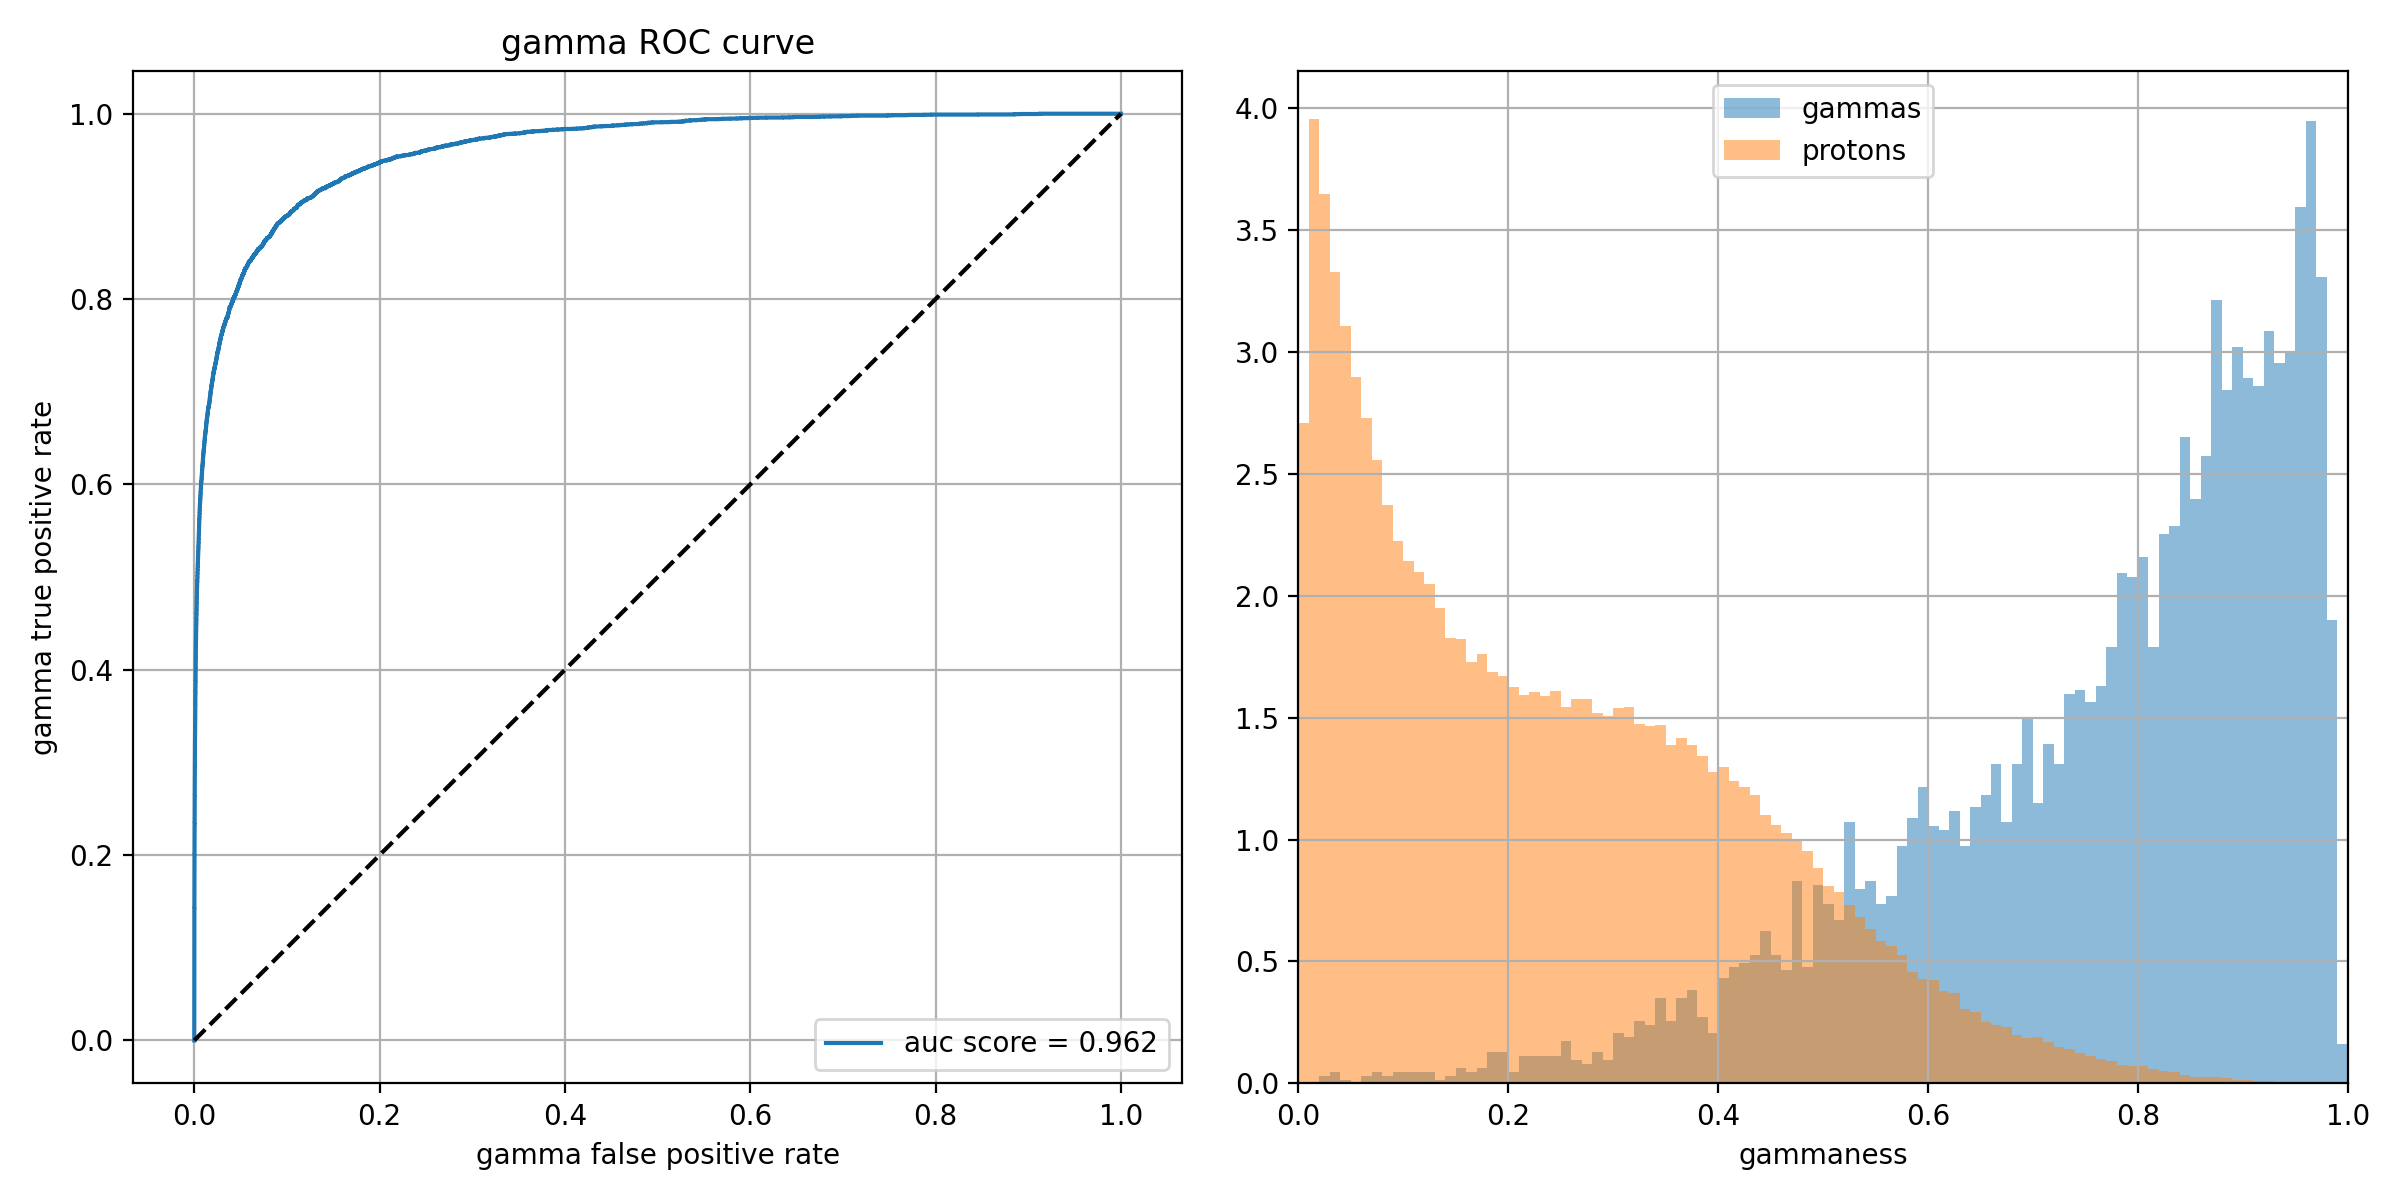 gamma ROC curve
1.0
0.8
0.6
0.4
0.2
0.0
gamma true positive rate
0.0 0.2 0.4 0.6 0.8 1.0
gamma false positive rate
auc score = 0.962
4.0
3.5
3.0
2.5
2.0
1.5
1.0
0.5
0.0
gammas
protons
0.0 0.2 0.4 0.6 0.8 1.0
gammaness